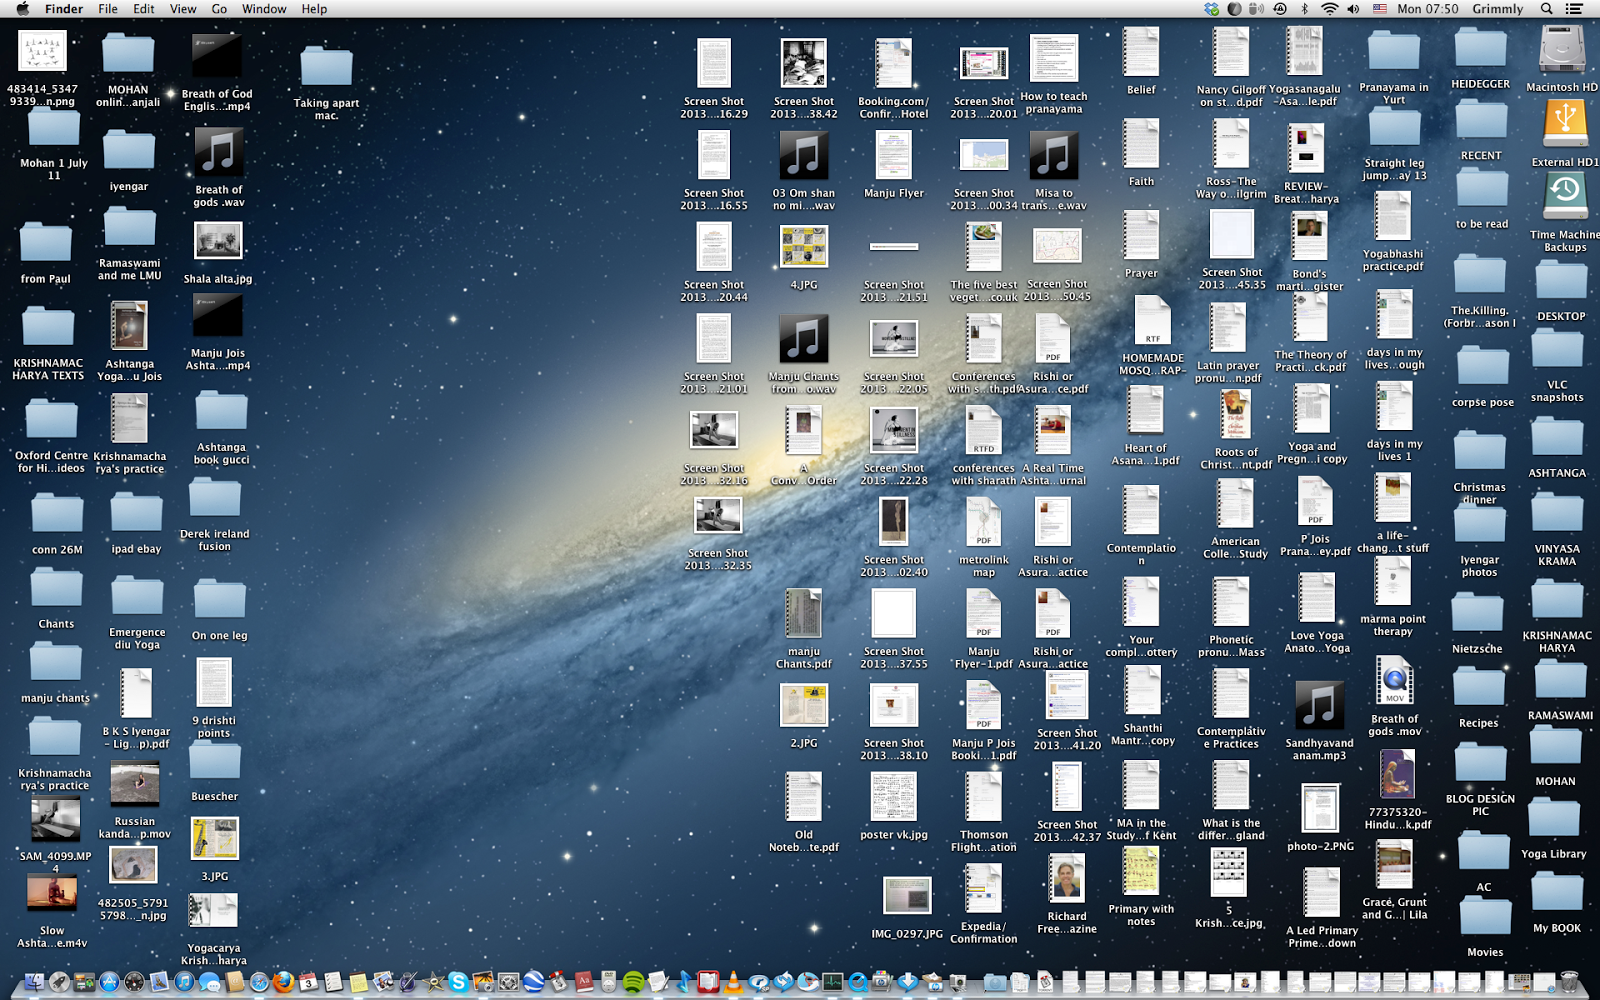 Finder File Edit View Go Window Help
Mon 07:50 Grimmly
483414_5347
9339...n.png
Mohan 1 July
11
from Paul
KRISHNAMAC
HARYA TEXTS
Oxford Centre
for Hi...ideos
conn 26M
Chants
manju chants
Krishnamacha
rya's practice
SAM_4099.MP
4
Slow
Ashta...e.m4v
MOHAN
onlin...anjali
iyengar
Ramaswami
and me LMU
Ashtanga
Yoga...u Jois
Krishnamacha
rya's practice
ipad ebay
Emergence
diu Yoga
B K S Iyengar
- Lig...p).pdf
Russian
kanda...p.mov
482505_5791
5798..._n.jpg
Breath of God
Englis....mp4
Breath of
gods .wav
Shala alta.jpg
Manju Jois
Ashta....mp4
Ashtanga
book gucci
Derek ireland
fusion
On one leg
9 drishti
points
Buescher
3.JPG
Yogacarya
Krish...harya
Taking apart
mac.
Screen Shot
2013....16.29
Screen Shot
2013....16.55
Screen Shot
2013....20.44
Screen Shot
2013....21.01
Screen Shot
2013....32.16
Screen Shot
2013....32.35
Screen Shot
2013....38.42
03 Om shan
no mi....wav
4.JPG
Manju Chants
from ...o.wav
A
Conv...Order
manju
Chants.pdf
2.JPG
Old
Noteb...te.pdf
Booking.com/
Confir...Hotel
Manju Flyer
Screen Shot
2013....21.51
Screen Shot
2013....22.05
Screen Shot
2013....22.28
Screen Shot
2013....02.40
Screen Shot
2013....37.55
Screen Shot
2013....38.10
poster vk.jpg
IMG_0297.JPG
Screen Shot
2013....20.01
Screen Shot
2013....00.34
The five best
veget...co.uk
Conferences
with s...th.pdf
RTFD
conferences
with sharath
PDF
metrolink
map
PDF
Manju
Flyer-1.pdf
PDF
Manju P Jois
Booki...1.pdf
Thomson
Flight...ation
Expedia/
Confirmation
How to teach
pranayama
Misa to
trans...e.wav
Screen Shot
2013....50.45
PDF
Rishi or
Asura...ce.pdf
A Real Time
Ashta...urnal
Rishi or
Asura...actice
PDF
Rishi or
Asura...actice
Screen Shot
2013....41.20
Screen Shot
2013....42.37
Richard
Free...azine
Belief
Faith
Prayer
RTF
HOMEMADE
MOSQ...RAP-
Heart of
Asana...1.pdf
Contemplatio
n
Your
compl...ottery
Shanthi
Mantr...copy
MA in the
Study...f Kent
Primary with
notes
Nancy Gilgoff
on st...d.pdf
Ross-The
Way o...ilgrim
Screen Shot
2013....45.35
Latin prayer
pronu...n.pdf
Roots of
Christ...nt.pdf
American
Colle...Study
Phonetic
pronu...Mass
Contemplative
Practices
What is the
differ...gland
5
Krish...ce.jpg
Yogasanagalu
-Asa...le.pdf
REVIEW-
Breat...harya
Bond's
marti...gister
The Theory of
Practi...ck.pdf
Yoga and
Pregn...i copy
PDF
P Jois
Prana...ey.pdf
Love Yoga
Anato...Yoga
Sandhyavand
anam.mp3
photo-2.PNG
A Led Primary
Prime...down
Pranayama in
Yurt
Straight leg
jump...ay 13
Yogabhashi
practice.pdf
days in my
lives...ough
days in my
lives 1
a life-
chang...t stuff
marma point
therapy
MOV
Breath of
gods .mov
77375320-
Hindu...k.pdf
Grace, Grunt
and G...| Lila
HEIDEGGER
RECENT
to be read
The.Killing.
(Forbr...ason I
corpse pose
Christmas
dinner
Iyengar
photos
Nietzsche
Recipes
BLOG DESIGN
PIC
AC
Movies
Macintosh HD
External HD1
Time Machine
Backups
DESKTOP
VLC
snapshots
ASHTANGA
VINYASA
KRAMA
KRISHNAMAC
HARYA
RAMASWAMI
MOHAN
Yoga Library
My BOOK